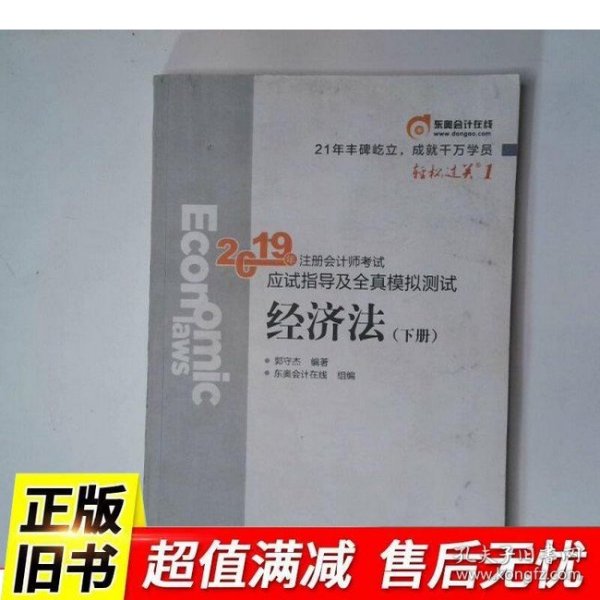 东奥会计在线
www.dongao.com
21年丰碑屹立，成就千万学员
轻松过关®1
Economic
laws
2019年
注册会计师考试
应试指导及全真模拟测试
经济法（下册）
郭守杰 编著
东奥会计在线 组编
正版
旧书
超值满减 售后无忧
孔夫子旧书网
www.kongfz.com